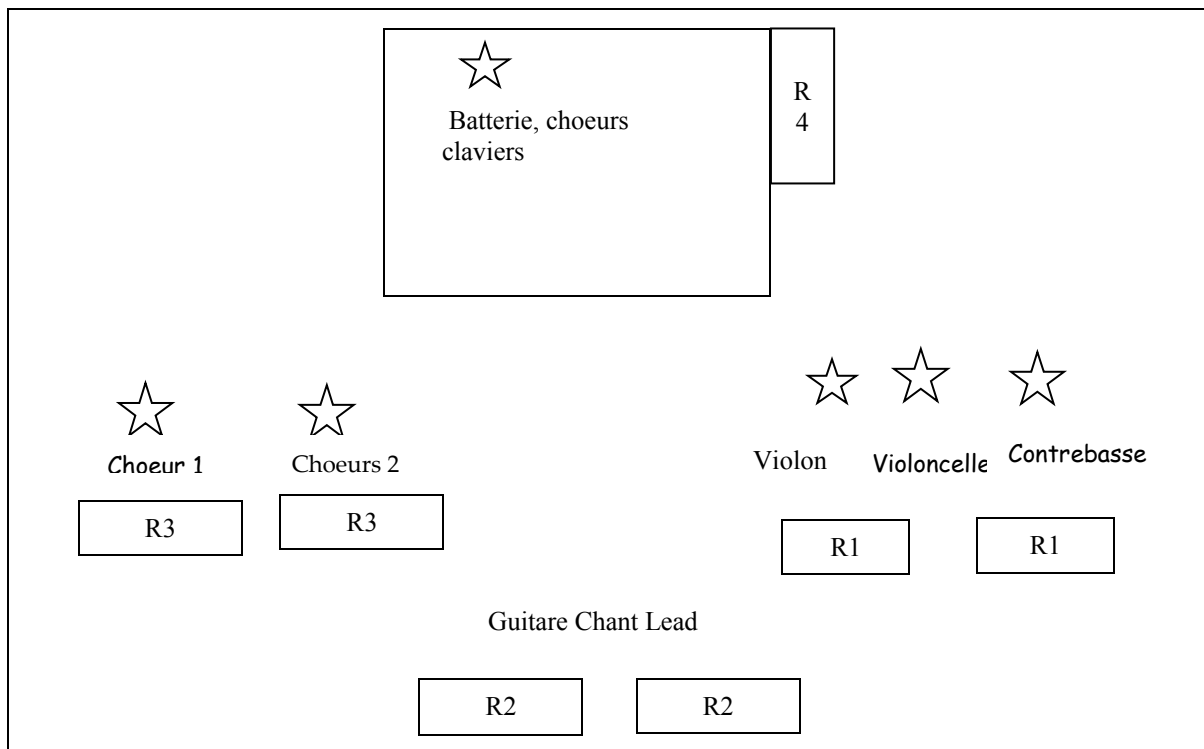 R
4
Batterie, choeurs
claviers
Choeur 1
Choeurs 2
Violon
Violoncelle
Contrebasse
R3
R3
R1
R1
Guitare Chant Lead
R2
R2